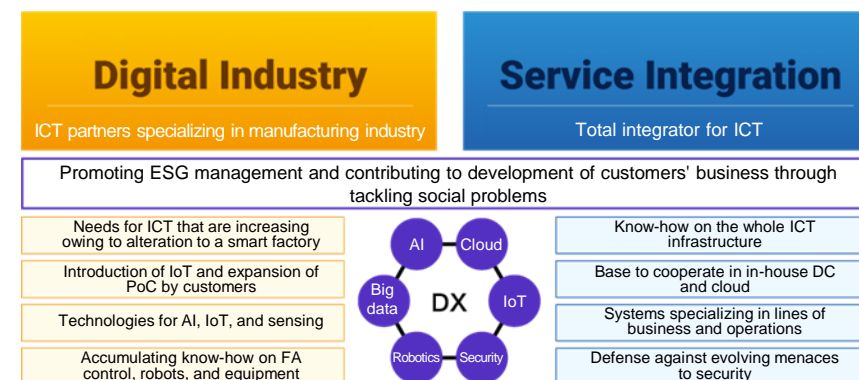 Digital Industry
ICT partners specializing in manufacturing industry
Service Integration
Total integrator for ICT
Promoting ESG management and contributing to development of customers' business through
tackling social problems
Needs for ICT that are increasing
owing to alteration to a smart factory
Introduction of IoT and expansion of
PoC by customers
Technologies for AI, IoT, and sensing
Accumulating know-how on FA
control, robots, and equipment
AI
Cloud
Big
data
DX
IoT
Robotics
Security
Know-how on the whole ICT
infrastructure
Base to cooperate in in-house DC
and cloud
Systems specializing in lines of
business and operations
Defense against evolving menaces
to security